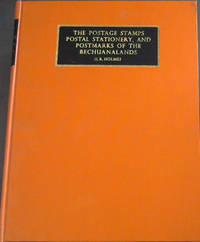 THE POSTAGE STAMPS
POSTAL STATIONERY, AND
POSTMARKS OF THE
BECHUANALANDS
H. R. HOLMES